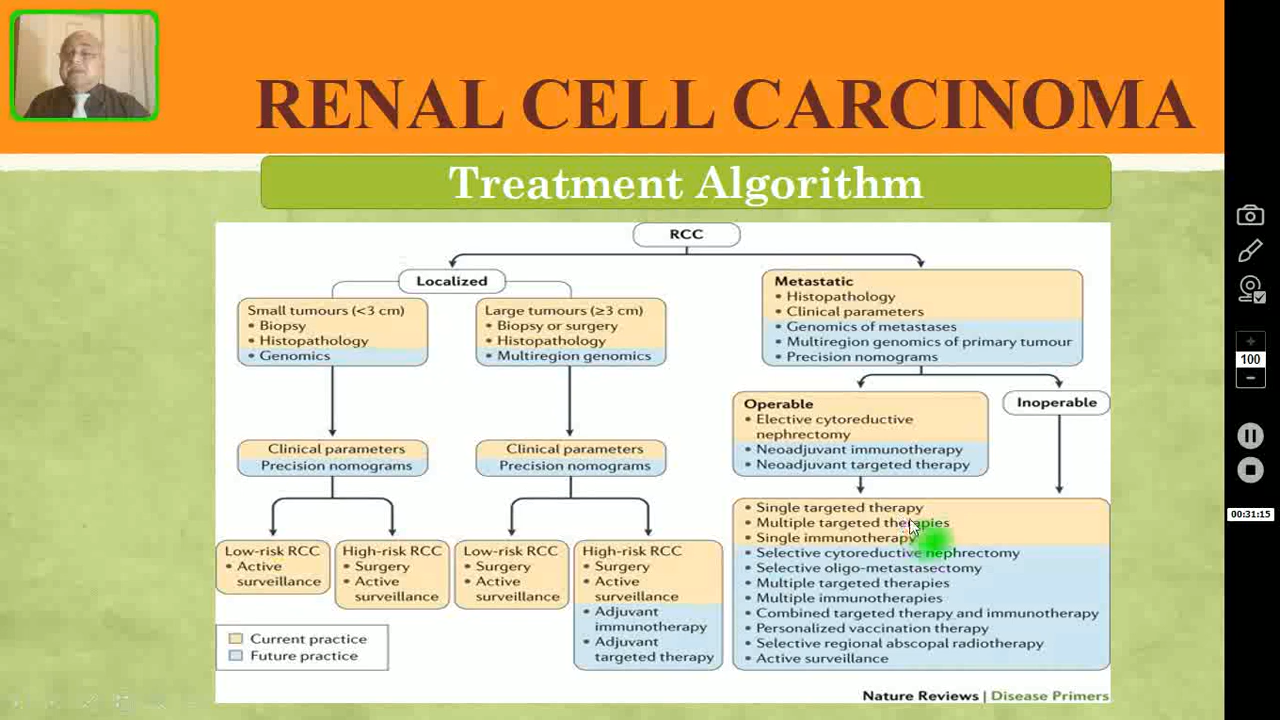 RENAL CELL CARCINOMA
Treatment Algorithm
RCC
Localized
Small tumours (<3 cm)
• Biopsy
• Histopathology
• Genomics
Large tumours (≥3 cm)
• Biopsy or surgery
• Histopathology
• Multiregion genomics
Metastatic
• Histopathology
• Clinical parameters
• Genomics of metastases
• Multiregion genomics of primary tumour
• Precision nomograms
Operable
• Elective cytoreductive
nephrectomy
• Neoadjuvant immunotherapy
• Neoadjuvant targeted therapy
Inoperable
Clinical parameters
Precision nomograms
Clinical parameters
Precision nomograms
Low-risk RCC
• Active
surveillance
High-risk RCC
• Surgery
• Active
surveillance
Low-risk RCC
• Surgery
• Active
surveillance
High-risk RCC
• Surgery
• Active
surveillance
• Adjuvant
immunotherapy
• Adjuvant
targeted therapy
• Single targeted therapy
• Multiple targeted therapies
• Single immunotherapy
• Selective cytoreductive nephrectomy
• Selective oligo-metastasectomy
• Multiple targeted therapies
• Multiple immunotherapies
• Combined targeted therapy and immunotherapy
• Personalized vaccination therapy
• Selective regional abscopal radiotherapy
• Active surveillance
Current practice
Future practice
Nature Reviews | Disease Primers
100
00:31:15